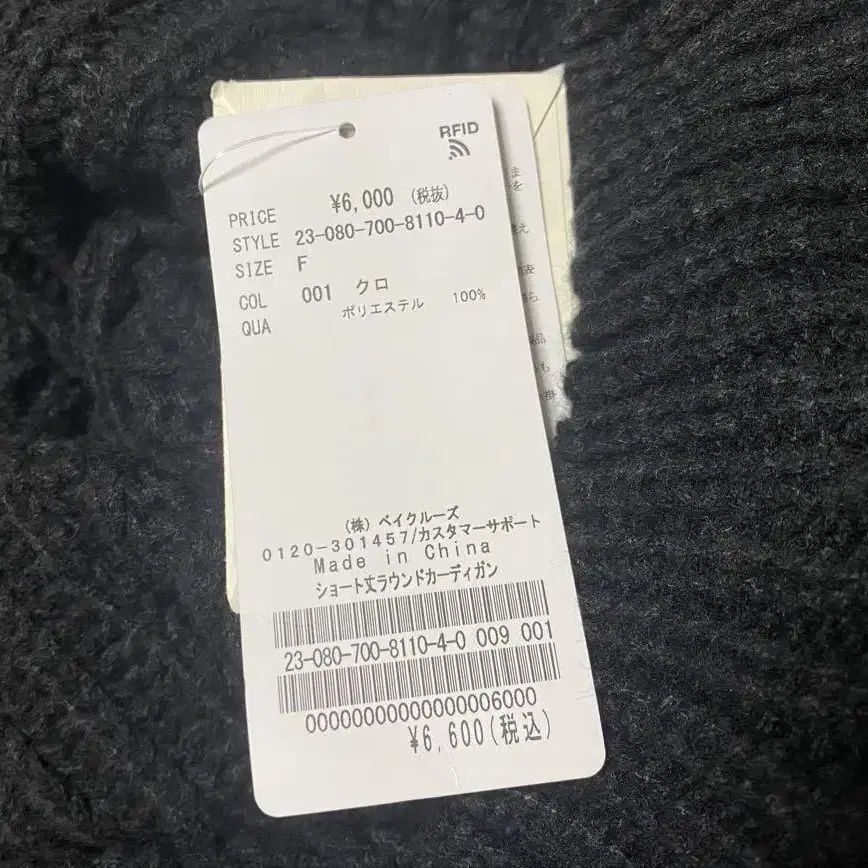 RFID
PRICE ¥6,000 (税抜)
STYLE 23-080-700-8110-4-0
SIZE F
COL 001 クロ
QUA ポリエステル 100%
(株) ベイクルーズ
0120-301457/カスタマーサポート
Made in China
ショート丈ラウンドカーディガン
23-080-700-8110-4-0 009 001
00000000000000006000
¥6,600(税込)